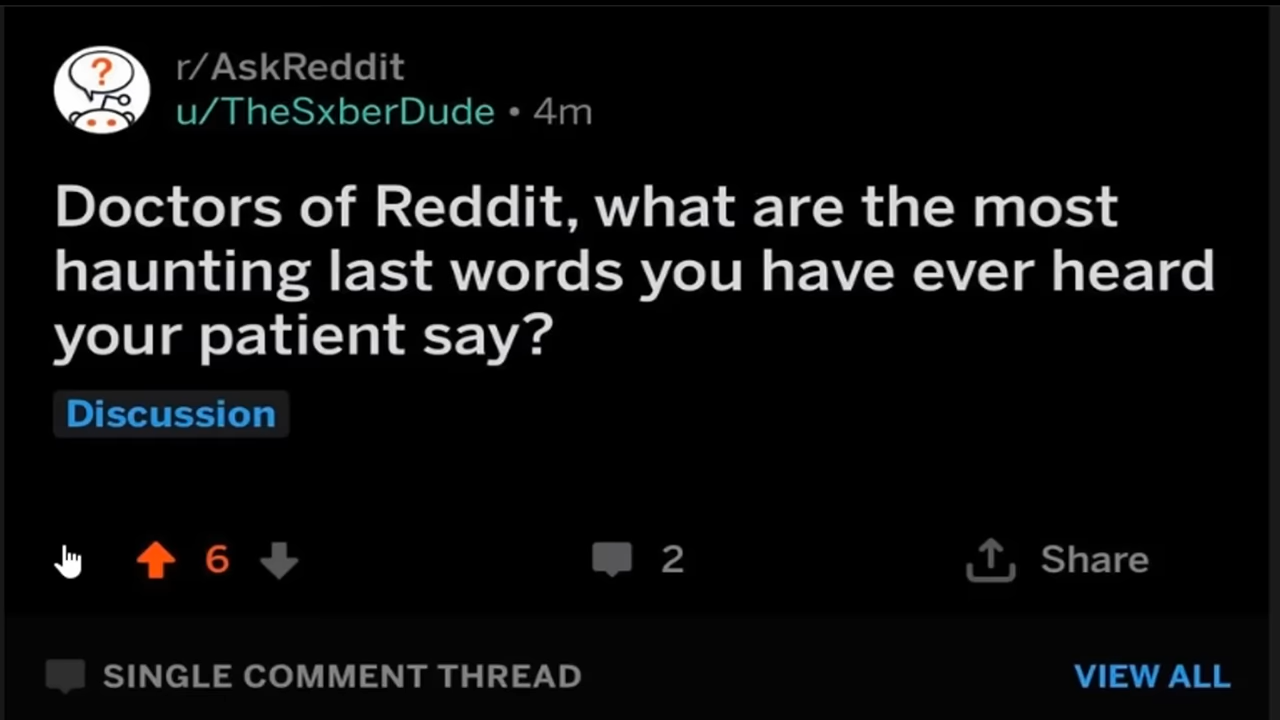 r/AskReddit
u/TheSxberDude • 4m
Doctors of Reddit, what are the most
haunting last words you have ever heard
your patient say?
Discussion
6
2
Share
SINGLE COMMENT THREAD
VIEW ALL